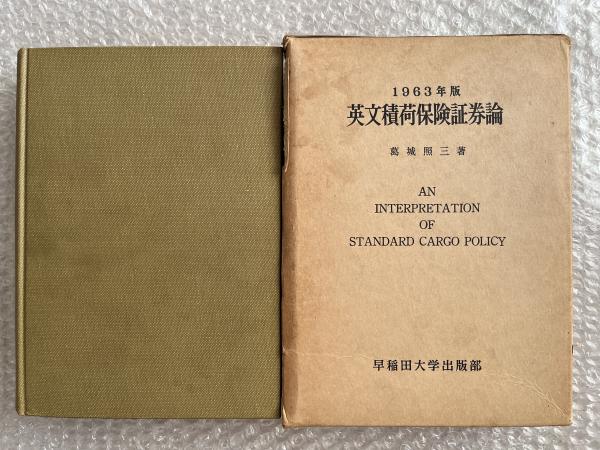 1963年版
英文積荷保険証券論
葛城照三著
AN
INTERPRETATION
OF
STANDARD CARGO POLICY
早稲田大学出版部